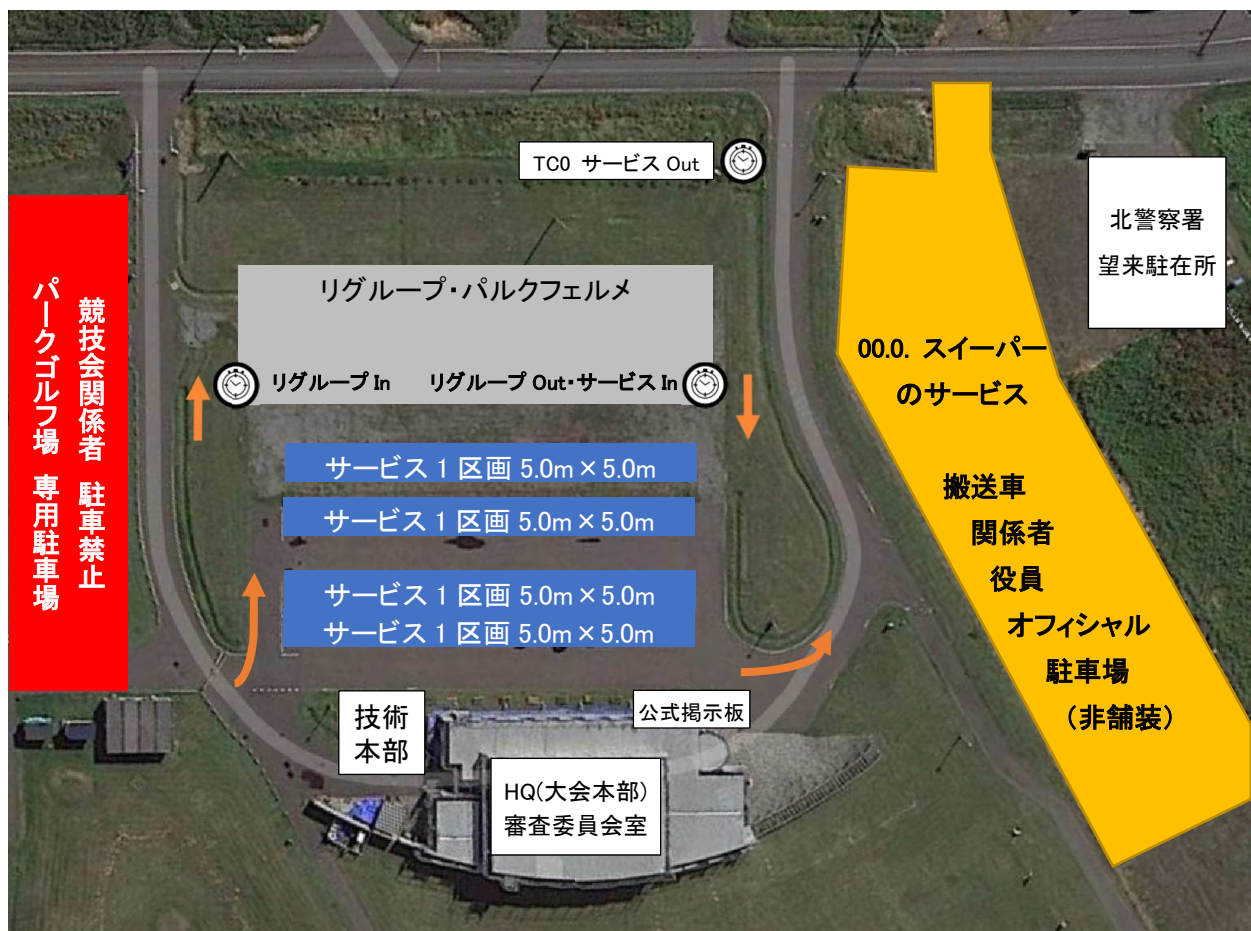 TC0 サービス Out
北警察署
望来駐在所
競技会関係者 駐車禁止
パークゴルフ場 専用駐車場
リグループ・パルクフェルメ
リグループ In
リグループ Out・サービス In
00.0. スイーパー
のサービス
サービス 1 区画 5.0m×5.0m
サービス 1 区画 5.0m×5.0m
サービス 1 区画 5.0m×5.0m
サービス 1 区画 5.0m×5.0m
搬送車
関係者
役員
オフィシャル
駐車場
（非舗装）
技術
本部
公式掲示板
HQ(大会本部)
審査委員会室